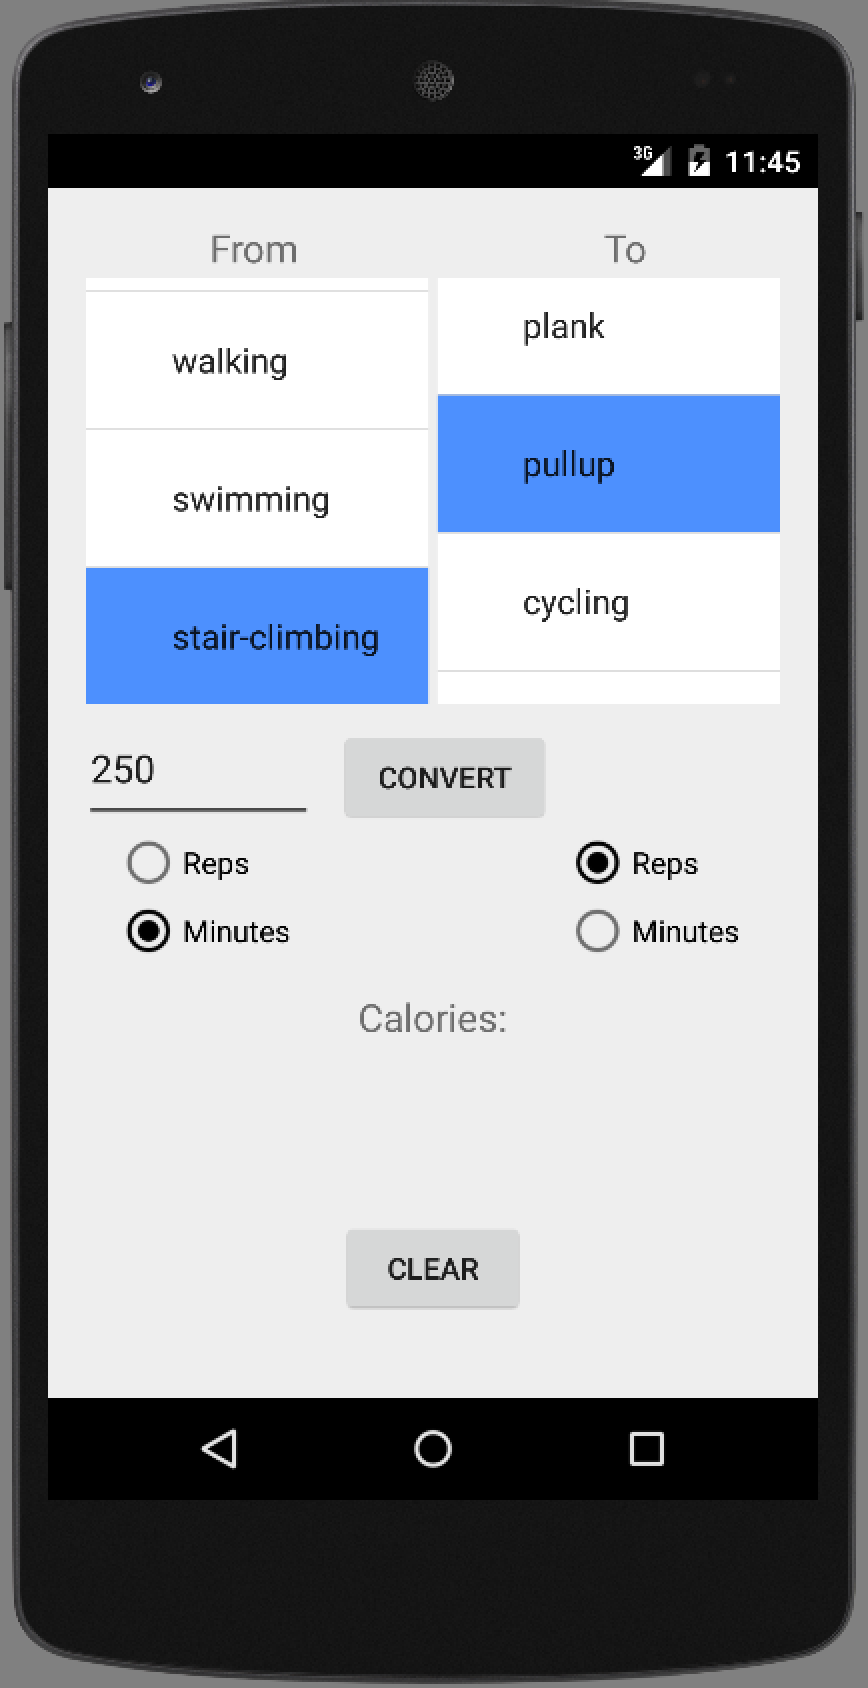 3G 11:45
From To
walking plank
swimming pullup
stair-climbing cycling
250 CONVERT
Reps Reps
Minutes Minutes
Calories:
CLEAR